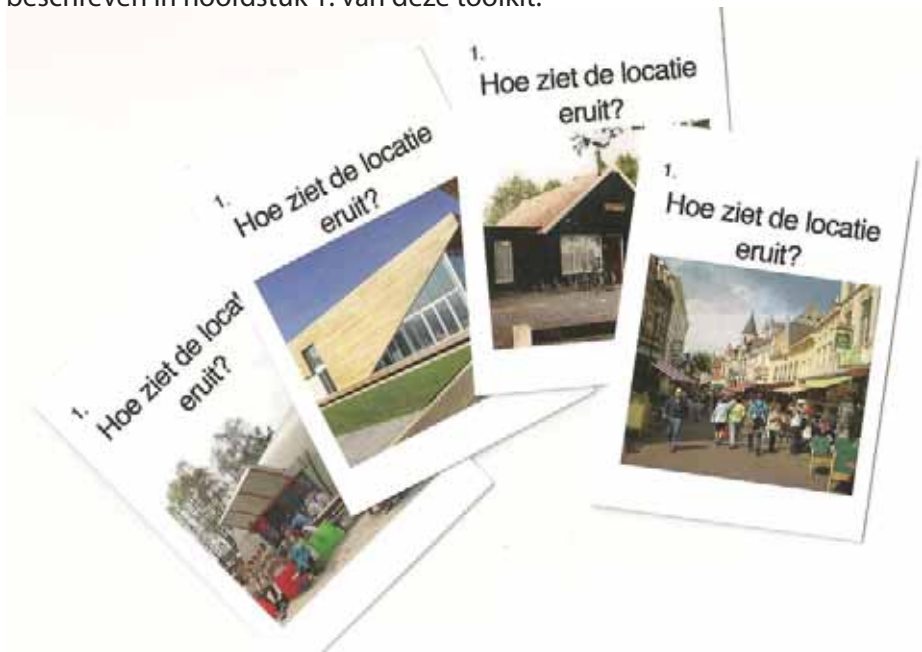 beschreven in hoofdstuk 1. van deze toolkit.
1.
Hoe ziet de locatie
eruit?
1.
Hoe ziet de locatie
eruit?
1.
Hoe ziet de locatie
eruit?
1.
Hoe ziet de
eruit?